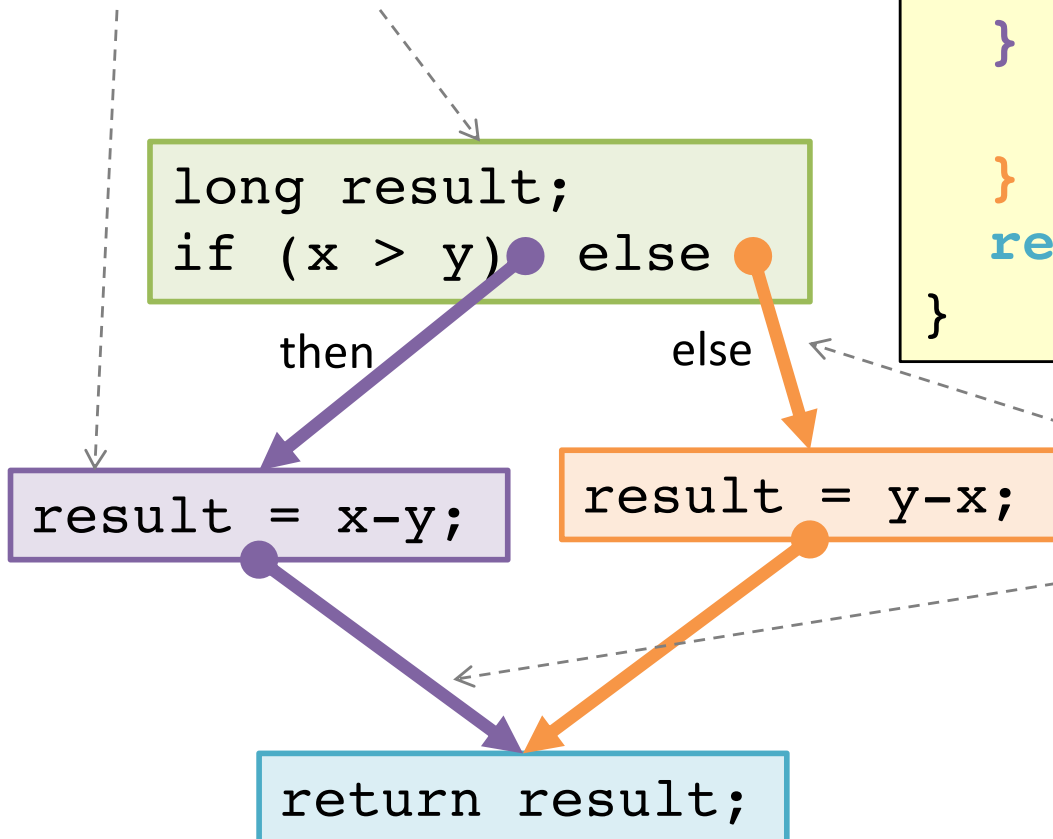 }
}
re
}
long result;
if (x > y) else
then
else
result = x-y;
result = y-x;
return result;